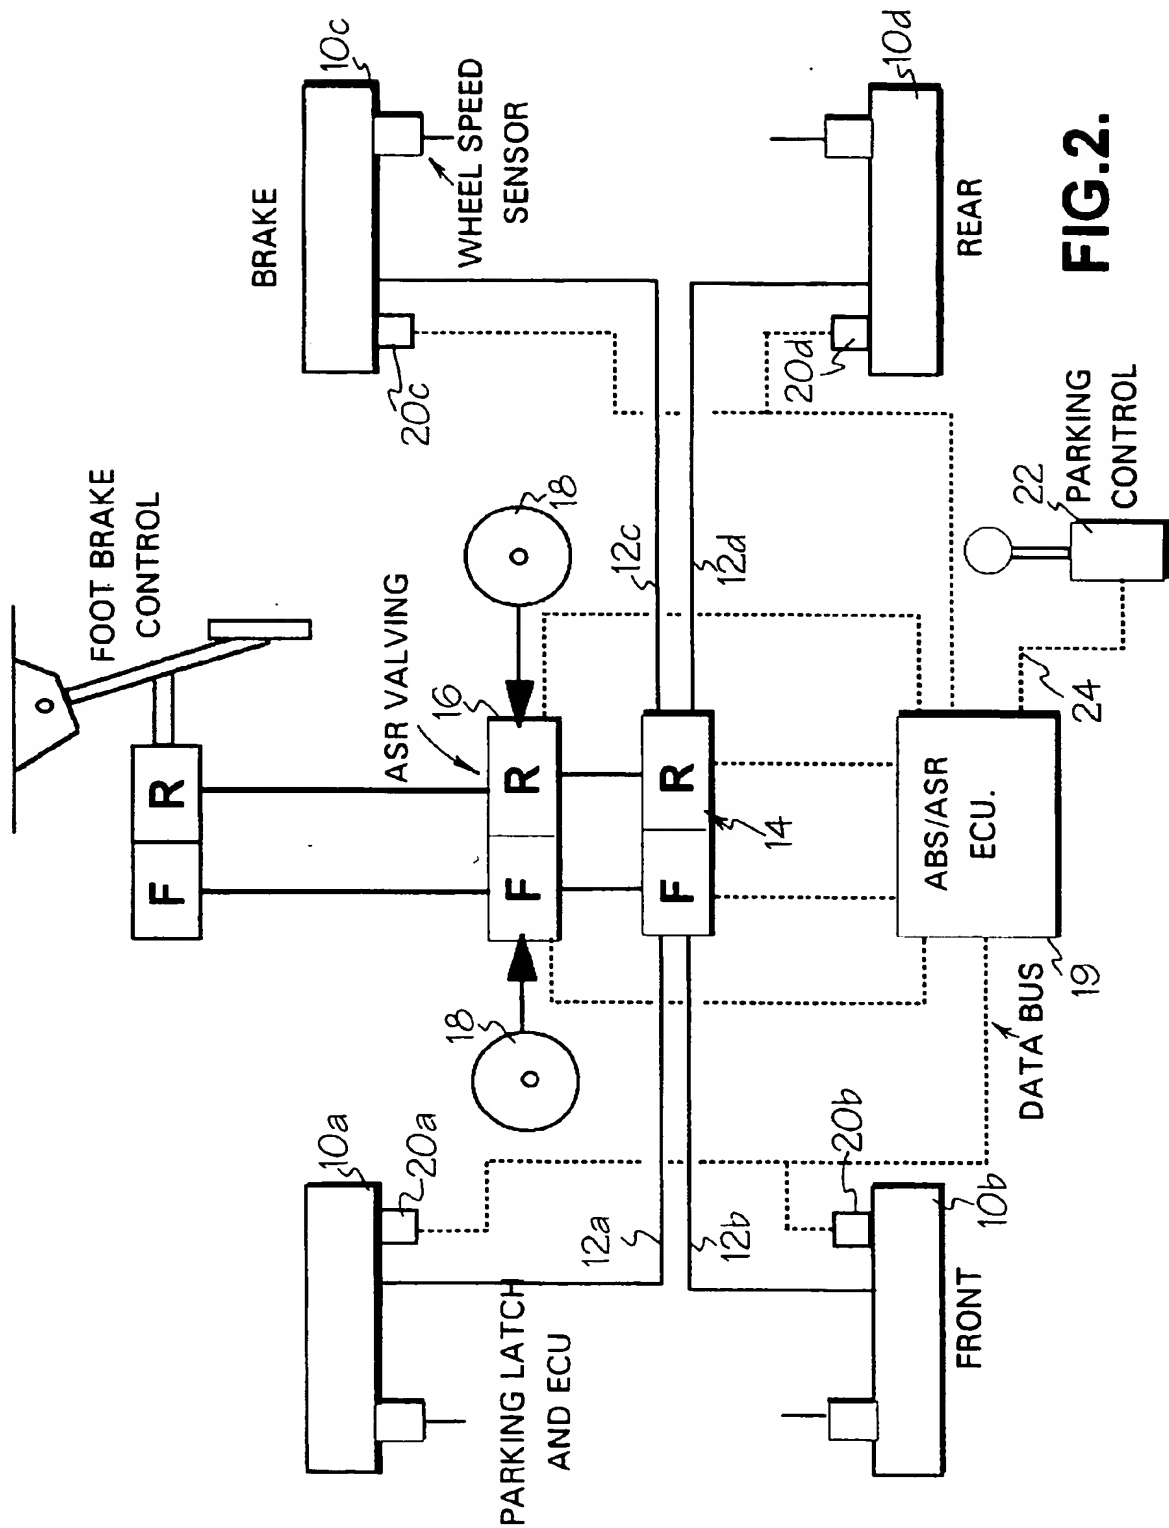 FOOT BRAKE
CONTROL
F R
BRAKE
10c
WHEEL SPEED
SENSOR
20c
18
ASR VALVING
16
F R
18
10a
20a
PARKING LATCH
AND ECU
12a
12b
12c
12d
F R
14
20b
10b
FRONT
20d
10d
REAR
DATA BUS
ABS/ASR
ECU.
19
24
22
PARKING
CONTROL
FIG.2.